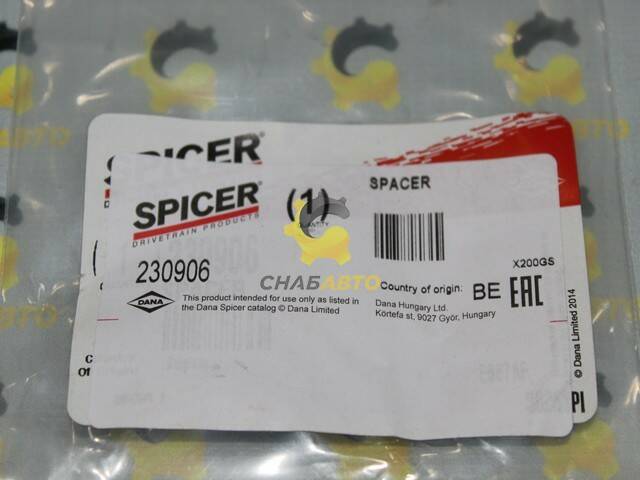 SPICER®
SPICER®
DRIVETRAIN PRODUCTS
(1)
QUANTITY
SPACER
230906
СНАБАВТО
X200GS
Country of origin: BE EAC
DANA
This product intended for use only as listed in
the Dana Spicer catalog © Dana Limited
Dana Hungary Ltd.
Körtefa st, 9027 Győr, Hungary
© Dana Limited 2014